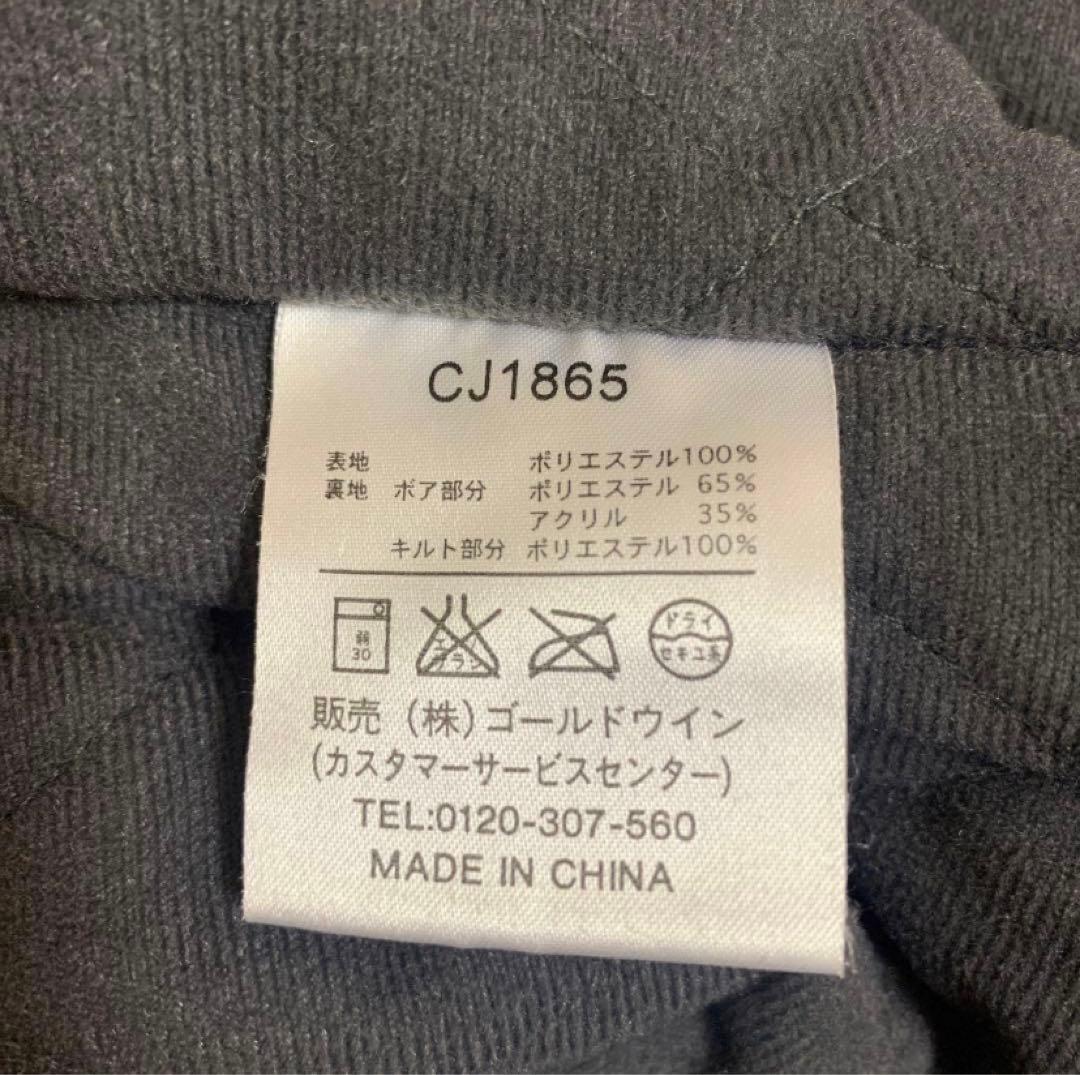 CJ1865
表地 ポリエステル100%
裏地 ボア部分 ポリエステル 65%
アクリル 35%
キルト部分 ポリエステル100%
弱
30
エンソ
サラシ
ドライ
セキユ系
販売 (株)ゴールドウイン
(カスタマーサービスセンター)
TEL:0120-307-560
MADE IN CHINA